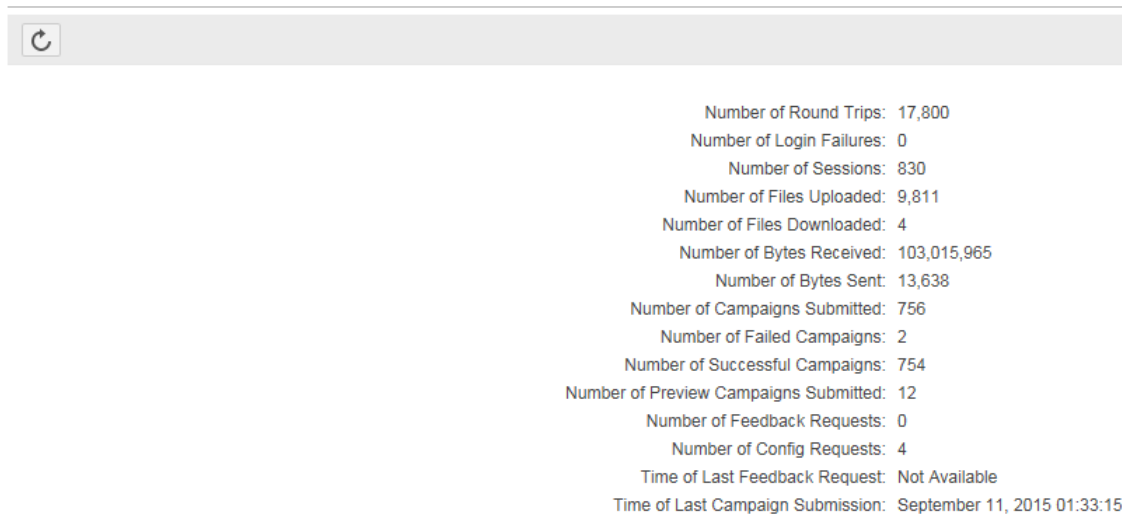 Number of Round Trips: 17,800
Number of Login Failures: 0
Number of Sessions: 830
Number of Files Uploaded: 9,811
Number of Files Downloaded: 4
Number of Bytes Received: 103,015,965
Number of Bytes Sent: 13,638
Number of Campaigns Submitted: 756
Number of Failed Campaigns: 2
Number of Successful Campaigns: 754
Number of Preview Campaigns Submitted: 12
Number of Feedback Requests: 0
Number of Config Requests: 4
Time of Last Feedback Request: Not Available
Time of Last Campaign Submission: September 11, 2015 01:33:15